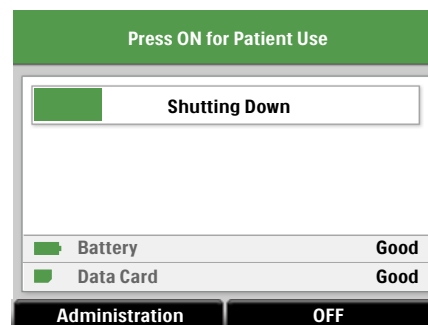 Press ON for Patient Use
Shutting Down
Battery Good
Data Card Good
Administration OFF